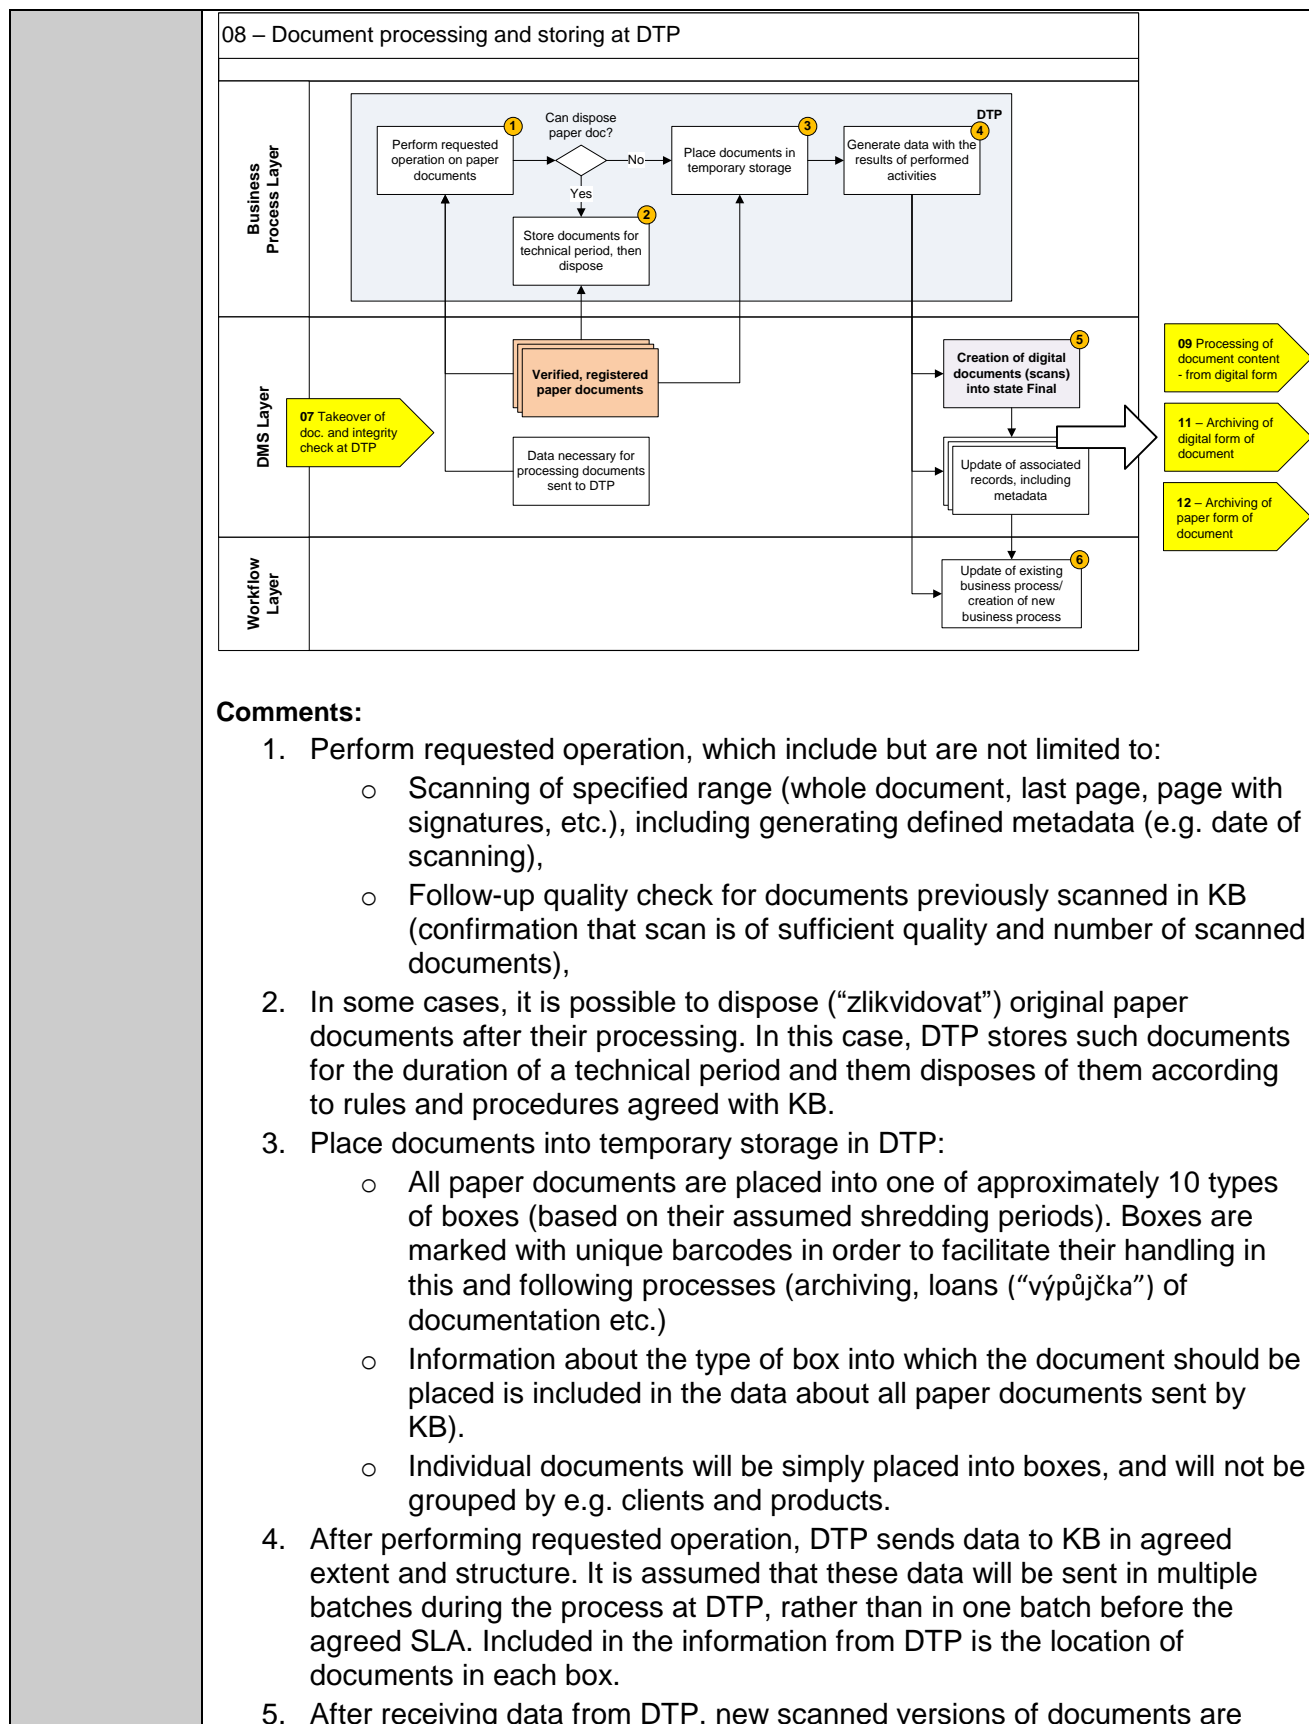 08 – Document processing and storing at DTP
Business
Process Layer
DTP
1
Perform requested
operation on paper
documents
Can dispose
paper doc?
No
Yes
3
Place documents in
temporary storage
4
Generate data with the
results of performed
activities
2
Store documents for
technical period, then
dispose
DMS Layer
07 Takeover of
doc. and integrity
check at DTP
Verified, registered
paper documents
Data necessary for
processing documents
sent to DTP
5
Creation of digital
documents (scans)
into state Final
Update of associated
records, including
metadata
09 Processing of
document content
- from digital form
11 – Archiving of
digital form of
document
12 – Archiving of
paper form of
document
Workflow
Layer
6
Update of existing
business process/
creation of new
business process
Comments:
1. Perform requested operation, which include but are not limited to:
o Scanning of specified range (whole document, last page, page with
signatures, etc.), including generating defined metadata (e.g. date of
scanning),
o Follow-up quality check for documents previously scanned in KB
(confirmation that scan is of sufficient quality and number of scanned
documents),
2. In some cases, it is possible to dispose (“zlikvidovat”) original paper
documents after their processing. In this case, DTP stores such documents
for the duration of a technical period and them disposes of them according
to rules and procedures agreed with KB.
3. Place documents into temporary storage in DTP:
o All paper documents are placed into one of approximately 10 types
of boxes (based on their assumed shredding periods). Boxes are
marked with unique barcodes in order to facilitate their handling in
this and following processes (archiving, loans (“výpůjčka”) of
documentation etc.)
o Information about the type of box into which the document should be
placed is included in the data about all paper documents sent by
KB).
o Individual documents will be simply placed into boxes, and will not be
grouped by e.g. clients and products.
4. After performing requested operation, DTP sends data to KB in agreed
extent and structure. It is assumed that these data will be sent in multiple
batches during the process at DTP, rather than in one batch before the
agreed SLA. Included in the information from DTP is the location of
documents in each box.
5. After receiving data from DTP, new scanned versions of documents are